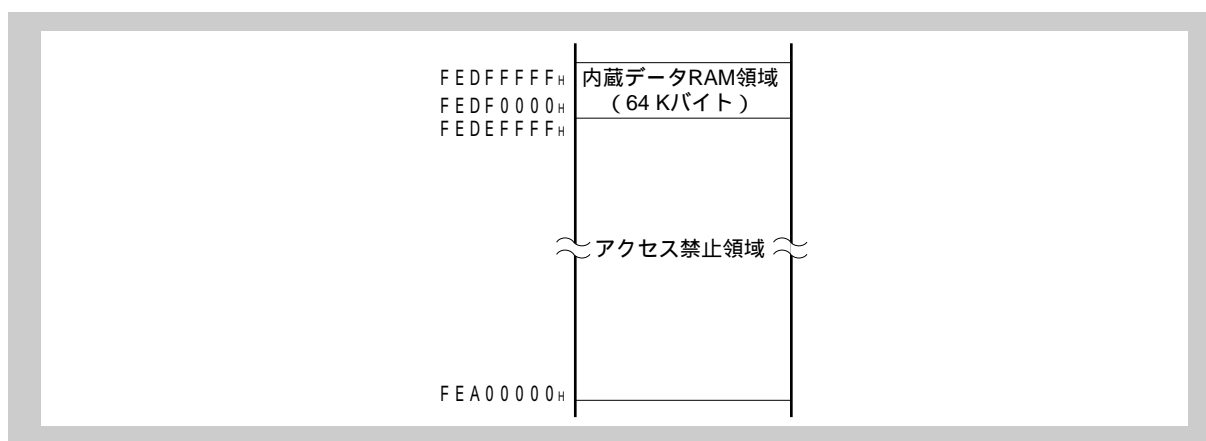 FEDFFFFFH 内蔵データRAM領域
FEDF0000H （64 Kバイト）
FEDEFFFFH
アクセス禁止領域
FEA00000H